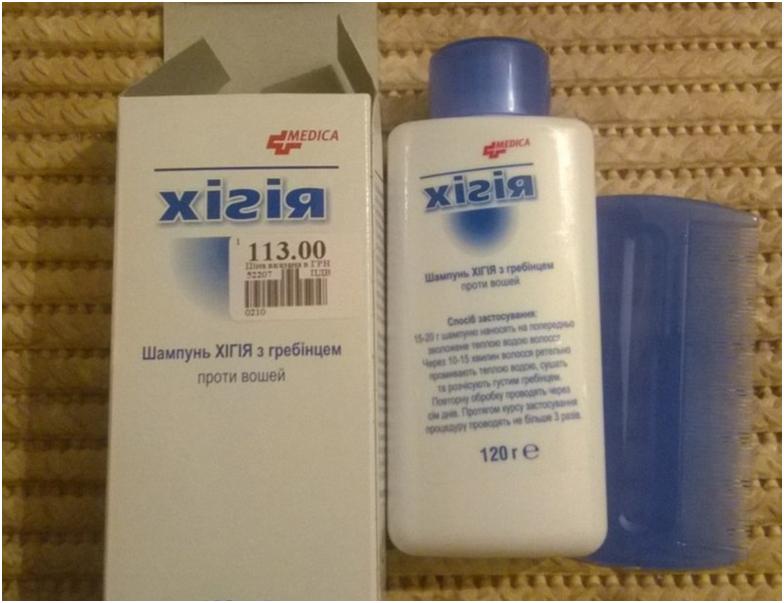 MEDICA
хігія
1 113.00
Ціна вказана в ГРН
52207 ПДВ
0210
Шампунь ХІГІЯ з гребінцем
проти вошей
MEDICA
хігія
Шампунь ХІГІЯ з гребінцем
проти вошей
Спосіб застосування:
15-20 г шампуню наносять на попередньо
зволожене теплою водою волосся
Через 10-15 хвилин волосся ретельно
промивають теплою водою, сушать
та розчісують густим гребінцем.
Повторну обробку проводять через
сім днів. Протягом курсу застосування
процедуру проводять не більше 3 разів.
120 г ℮